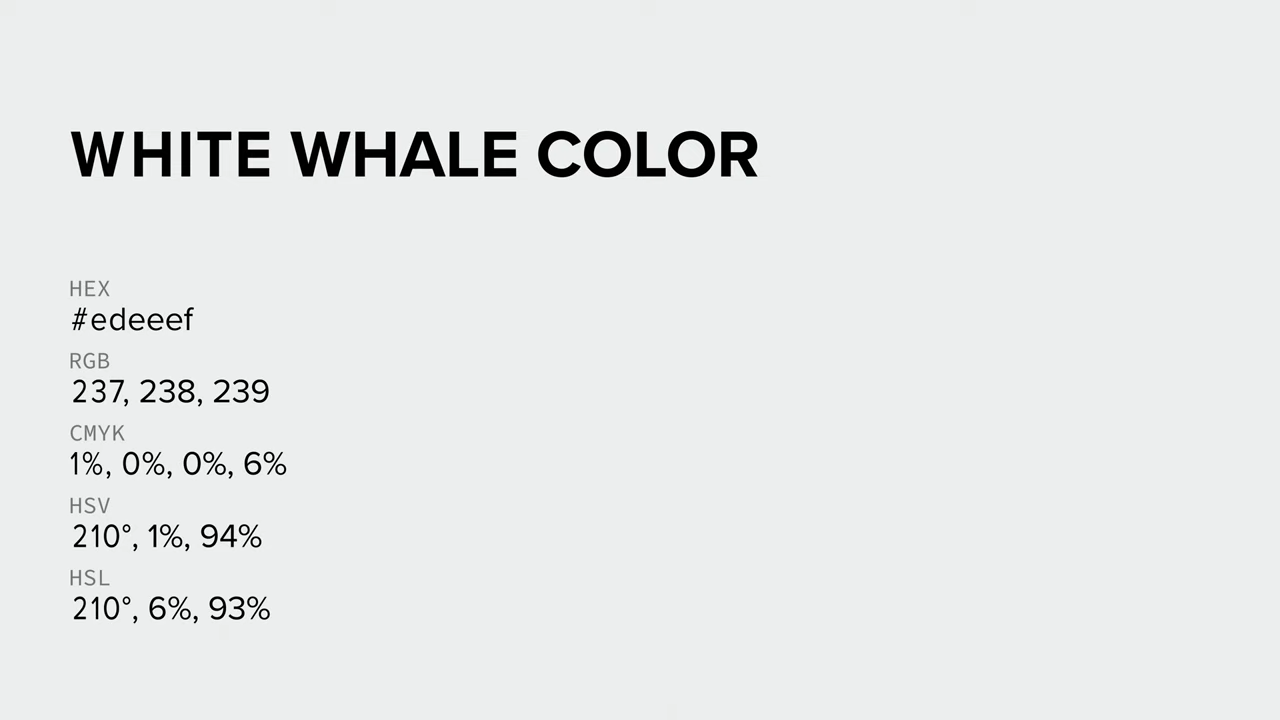 WHITE WHALE COLOR
HEX
#edeeef
RGB
237, 238, 239
CMYK
1%, 0%, 0%, 6%
HSV
210°, 1%, 94%
HSL
210°, 6%, 93%